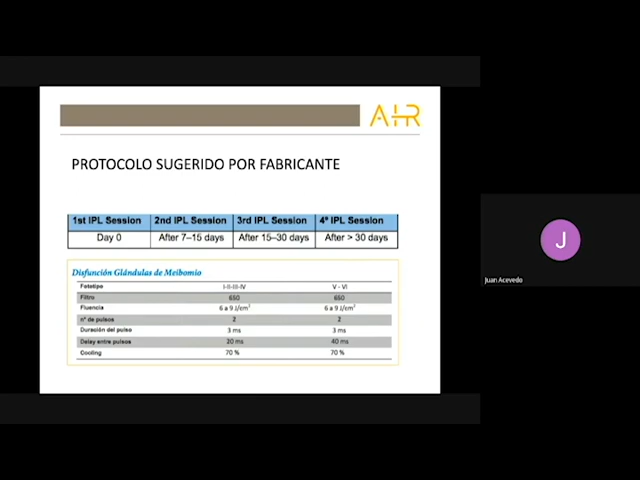 AHR
PROTOCOLO SUGERIDO POR FABRICANTE
1st IPL Session 2nd IPL Session 3rd IPL Session 4º IPL Session
Day 0 After 7–15 days After 15–30 days After > 30 days
Disfunción Glándulas de Meibomio
Fototipo I-II-III-IV V - VI
Filtro 650 650
Fluencia 6 a 9 J/cm² 6 a 9 J/cm²
nº de pulsos 2 2
Duración del pulso 3 ms 3 ms
Delay entre pulsos 20 ms 40 ms
Cooling 70 % 70 %
J
Juan Acevedo